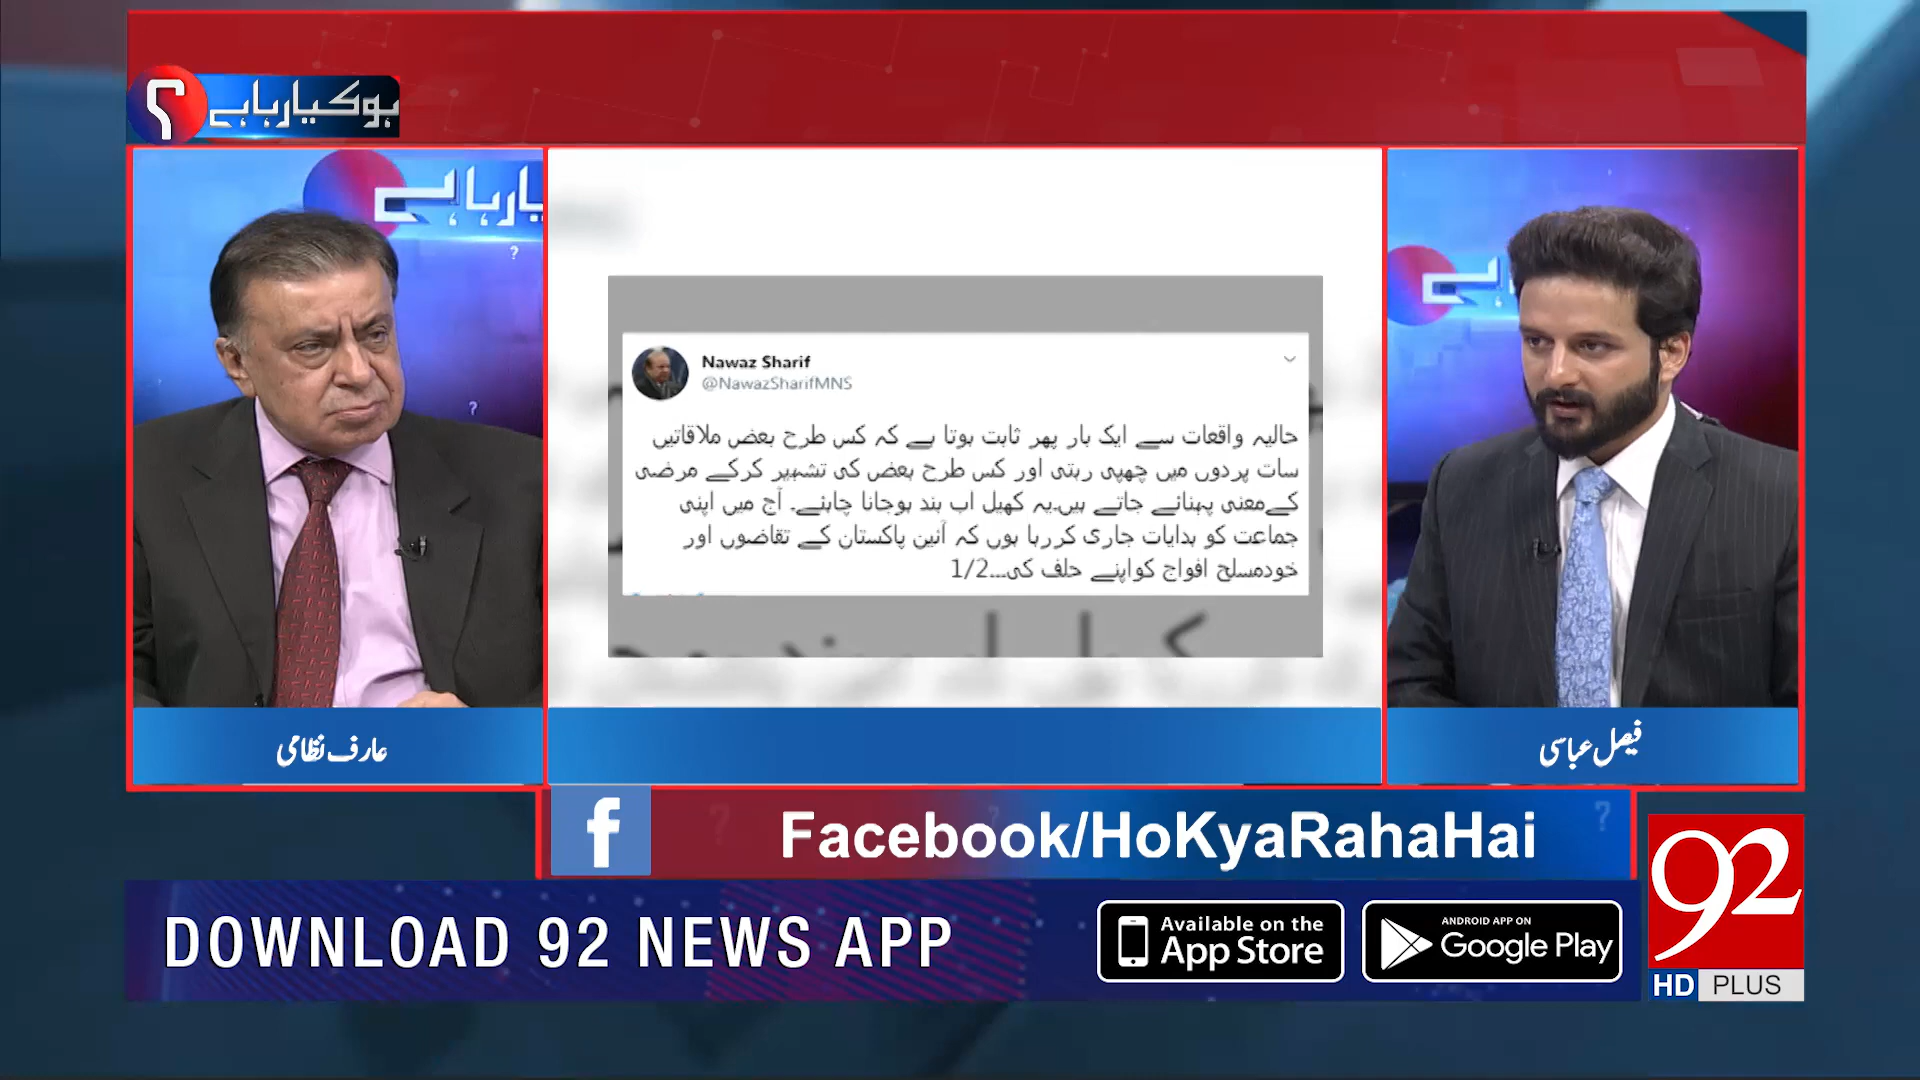 ہو کیا رہا ہے ؟
یا رہا ہے
?
?
ہے
Nawaz Sharif
@NawazSharifMNS
حالیہ واقعات سے ایک بار پھر ثابت ہوتا ہے کہ کس طرح بعض ملاقاتیں
سات پردوں میں چھپی رہتی اور کس طرح بعض کی تشہیر کرکے مرضی
کےمعنی پہنائے جاتے ہیں۔یہ کھیل اب بند ہوجانا چاہئے۔ آج میں اپنی
جماعت کو ہدایات جاری کررہا ہوں کہ آئین پاکستان کے تقاضوں اور
خودمسلح افواج کواپنے حلف کی...1/2
عارف نظامی
فیصل عباسی
f
Facebook/HoKyaRahaHai
DOWNLOAD 92 NEWS APP
Available on the
App Store
ANDROID APP ON
Google Play
92
HD PLUS